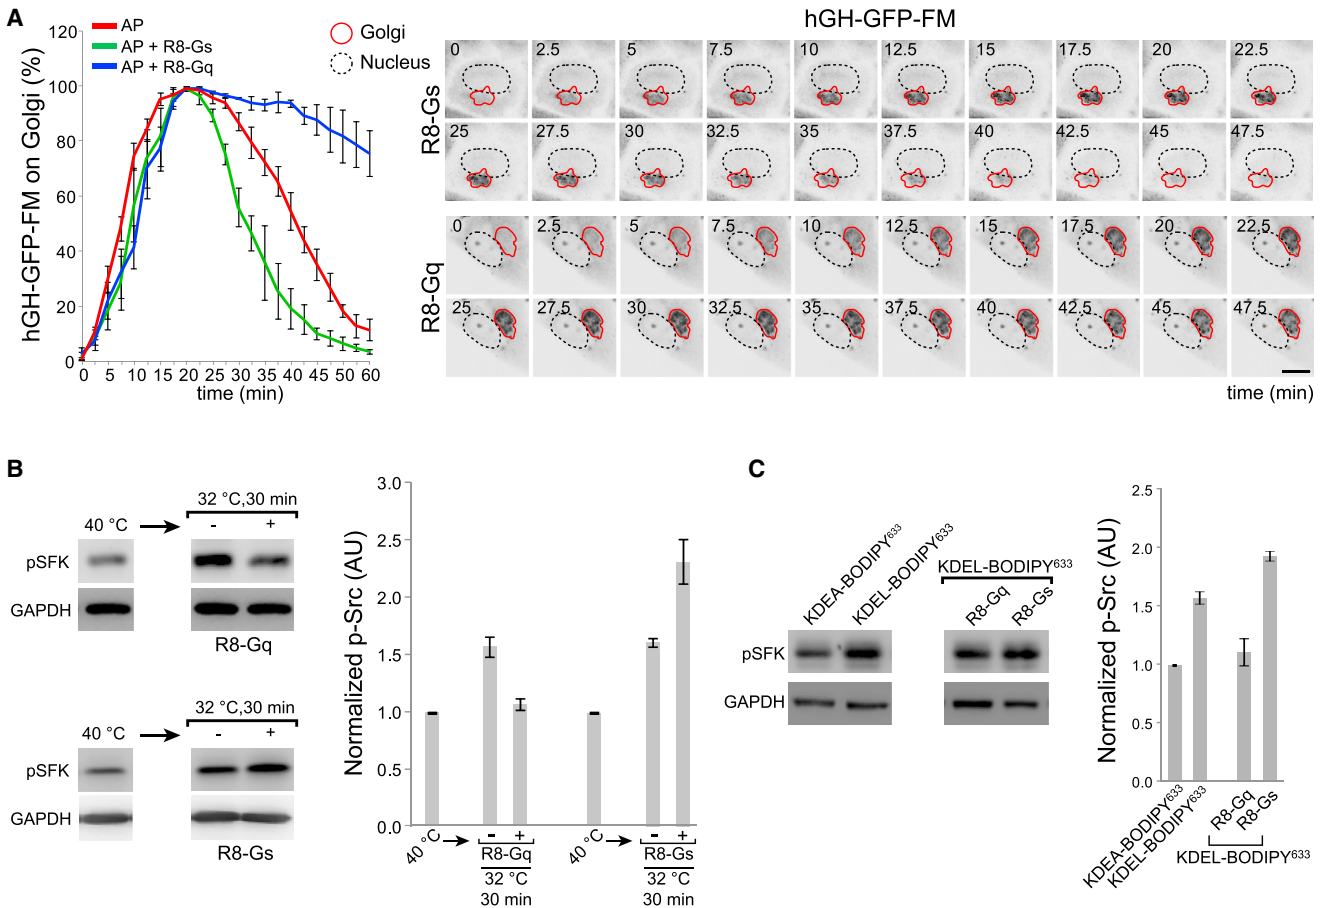 A
hGH-GFP-FM on Golgi (%)
120
100
80
60
40
20
0
AP
AP + R8-Gs
AP + R8-Gq
0 5 10 15 20 25 30 35 40 45 50 60
time (min)
Golgi
Nucleus
hGH-GFP-FM
R8-Gs
0 2.5 5 7.5 10 12.5 15 17.5 20 22.5
25 27.5 30 32.5 35 37.5 40 42.5 45 47.5
R8-Gq
0 2.5 5 7.5 10 12.5 15 17.5 20 22.5
25 27.5 30 32.5 35 37.5 40 42.5 45 47.5
time (min)
B
32 °C,30 min
40 °C - +
pSFK
GAPDH
R8-Gq
32 °C,30 min
40 °C - +
pSFK
GAPDH
R8-Gs
Normalized p-Src (AU)
3.0
2.5
2.0
1.5
1.0
0.5
0.0
40 °C - + 40 °C - +
R8-Gq R8-Gs
32 °C 32 °C
30 min 30 min
C
KDEA-BODIPY633
KDEL-BODIPY633
KDEL-BODIPY633
R8-Gq
R8-Gs
pSFK
GAPDH
Normalized p-Src (AU)
2.5
2.0
1.5
1.0
0.5
0.0
KDEA-BODIPY633
KDEL-BODIPY633
R8-Gq
R8-Gs
KDEL-BODIPY633